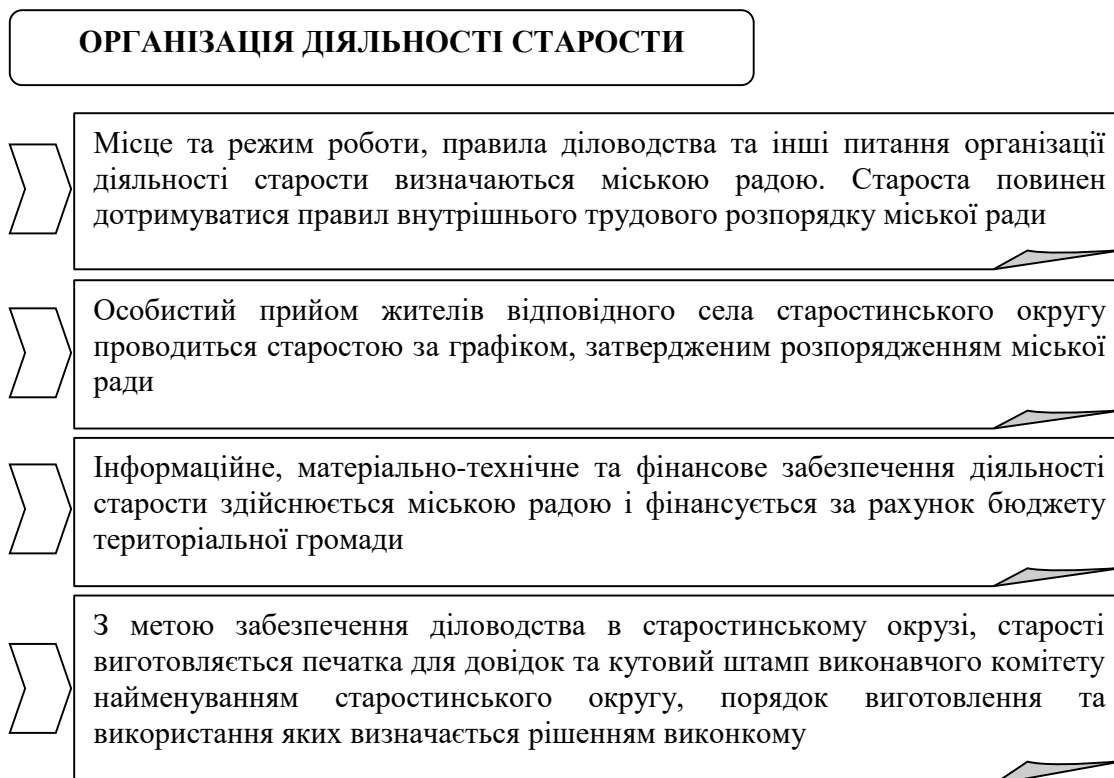 ОРГАНІЗАЦІЯ ДІЯЛЬНОСТІ СТАРОСТИ
Місце та режим роботи, правила діловодства та інші питання організації
діяльності старости визначаються міською радою. Староста повинен
дотримуватися правил внутрішнього трудового розпорядку міської ради
Особистий прийом жителів відповідного села старостинського округу
проводиться старостою за графіком, затвердженим розпорядженням міської
ради
Інформаційне, матеріально-технічне та фінансове забезпечення діяльності
старости здійснюється міською радою і фінансується за рахунок бюджету
територіальної громади
З метою забезпечення діловодства в старостинському окрузі, старості
виготовляється печатка для довідок та кутовий штамп виконавчого комітету
найменуванням старостинського округу, порядок виготовлення та
використання яких визначається рішенням виконкому